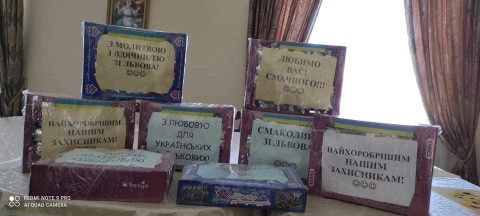 З МОЛИТВОЮ
І ВДЯЧНІСТЮ
ЗІ ЛЬВОВА!
☺☺☺
ЛЮБИМО
ВАС!
СМАЧНОГО!!!
☺☺☺
НАЙХОРОБРІШИМ
НАШИМ
ЗАХИСНИКАМ!
☺☺☺
З ЛЮБОВ'Ю
ДЛЯ
УКРАЇНСЬКИХ
СМАКОЛИКИ
ЗІ ЛЬВОВА!
☺☺☺
НАЙХОРОБРІШИМ
НАШИМ
ЗАХИСНИКАМ!
☺☺☺
REDMI NOTE 9 PRO
AI QUAD CAMERA